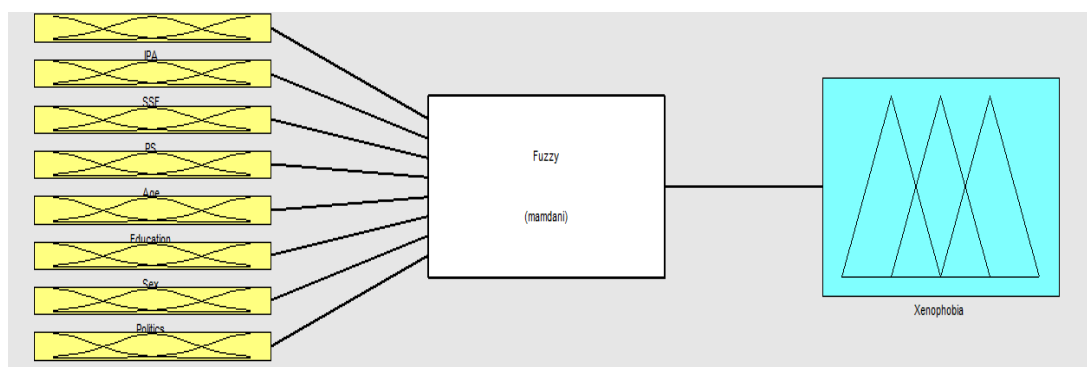 IPA
SSE
PS
Age
Education
Sex
Politics
Fuzzy
(mamdani)
Xenophobia